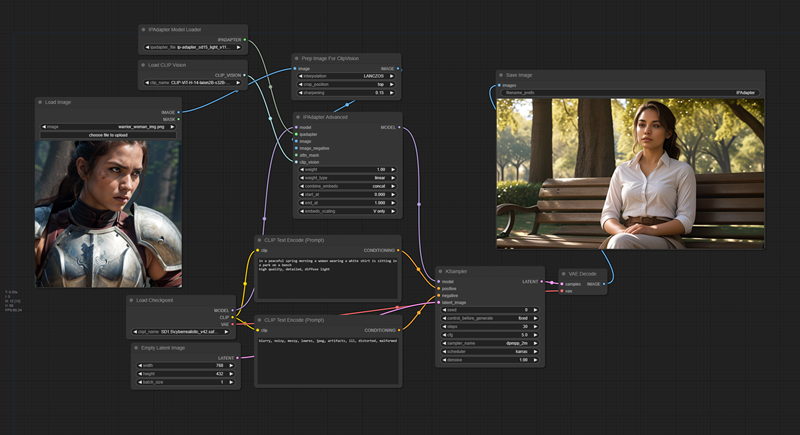 IPAdapter Model Loader
IPADAPTER
ipadapter_file ip-adapter_sd15_light_v11...
Load CLIP Vision
CLIP_VISION
clip_name CLIP-ViT-H-14-laion2B-s32B-...
Prep Image For ClipVision
image IMAGE
interpolation LANCZOS
crop_position top
sharpening 0.15
Load Image
IMAGE
MASK
image warrior_woman_img.png
choose file to upload
IPAdapter Advanced
model MODEL
ipadapter
image
image_negative
attn_mask
clip_vision
weight 1.00
weight_type linear
combine_embeds concat
start_at 0.000
end_at 1.000
embeds_scaling V only
Save Image
images
filename_prefix IPAdapter
CLIP Text Encode (Prompt)
clip CONDITIONING
in a peaceful spring morning a woman wearing a white shirt is sitting in
a park on a bench
high quality, detailed, diffuse light
Load Checkpoint
MODEL
CLIP
VAE
ckpt_name
CLIP Text Encode (Prompt)
clip CONDITIONING
blurry, noisy, messy, lowres, jpeg, artifacts, ill, distorted, malformed
Empty Latent Image
LATENT
width 768
height 432
batch_size 1
KSampler
model LATENT
positive
negative
latent_image
seed 0
control_before_generate fixed
steps 30
cfg 5.0
sampler_name dpmpp_2m
scheduler karras
denoise 1.00
VAE Decode
samples IMAGE
vae